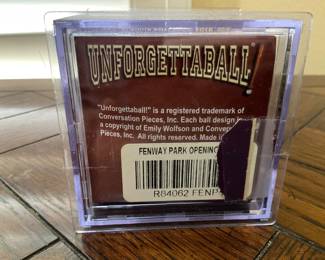 UNFORGETTABALL!
"Unforgettaball!" is a registered trademark of
Conversation Pieces, Inc. Each ball design is
a copyright of Emily Wolfson and Conver
Pieces, Inc. All rights reserved. Made in
FENWAY PARK OPENING
R84062 FENP